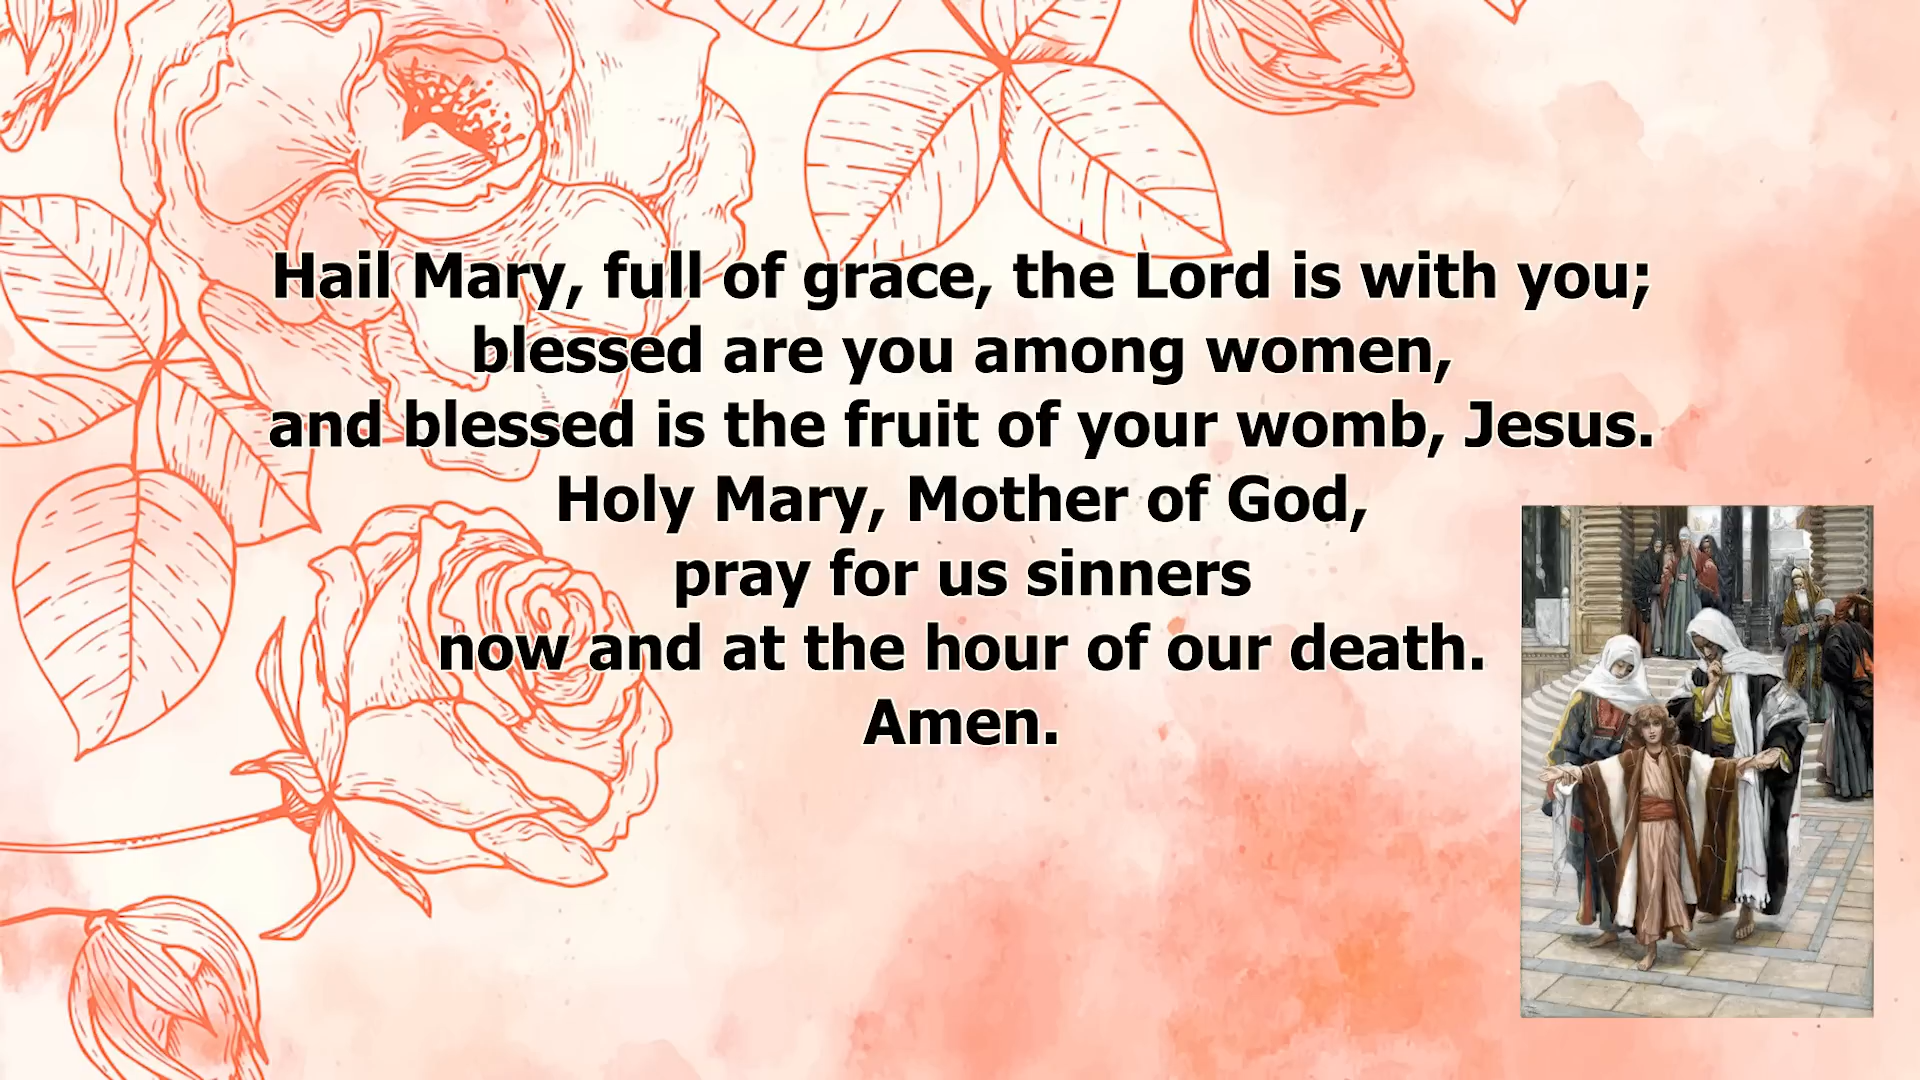 Hail Mary, full of grace, the Lord is with you;
blessed are you among women,
and blessed is the fruit of your womb, Jesus.
Holy Mary, Mother of God,
pray for us sinners
now and at the hour of our death.
Amen.